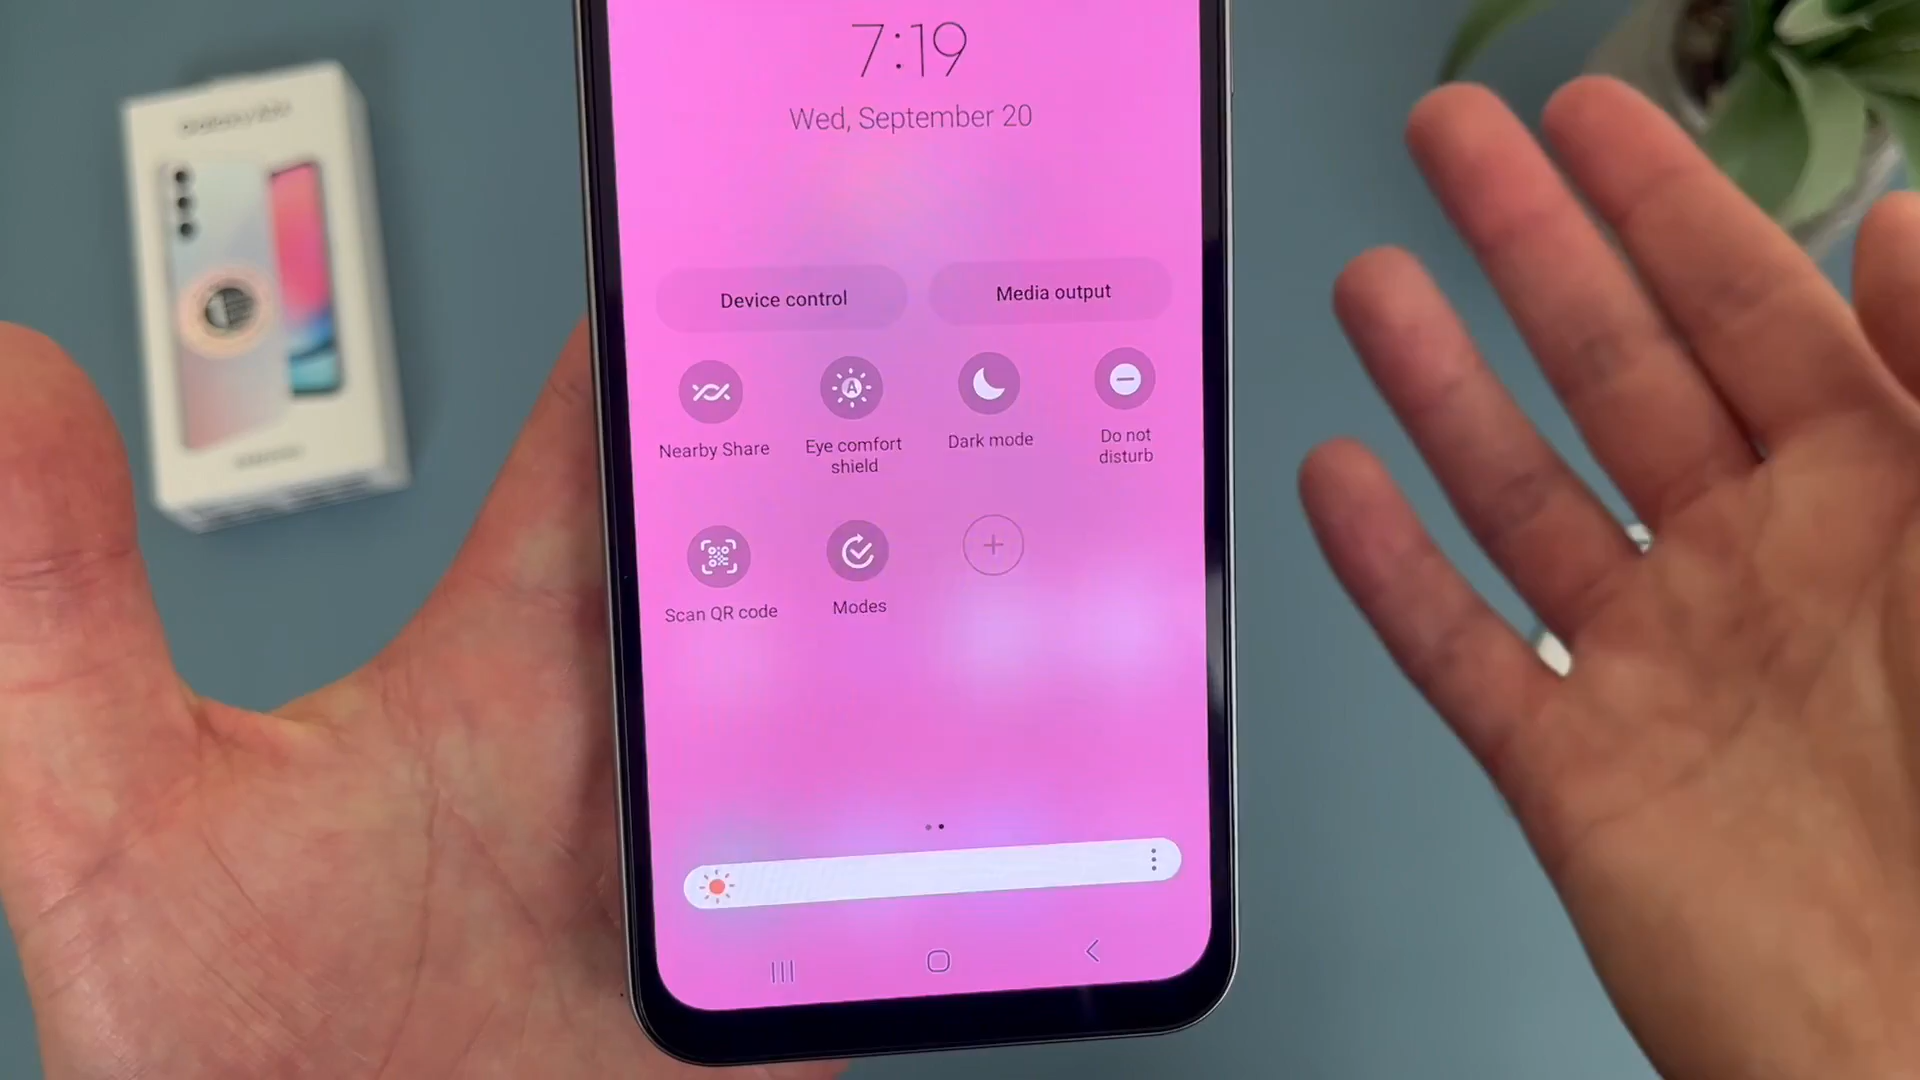 7:19
Wed, September 20
Device control
Media output
Nearby Share
Eye comfort
shield
Dark mode
Do not
disturb
Scan QR code
Modes